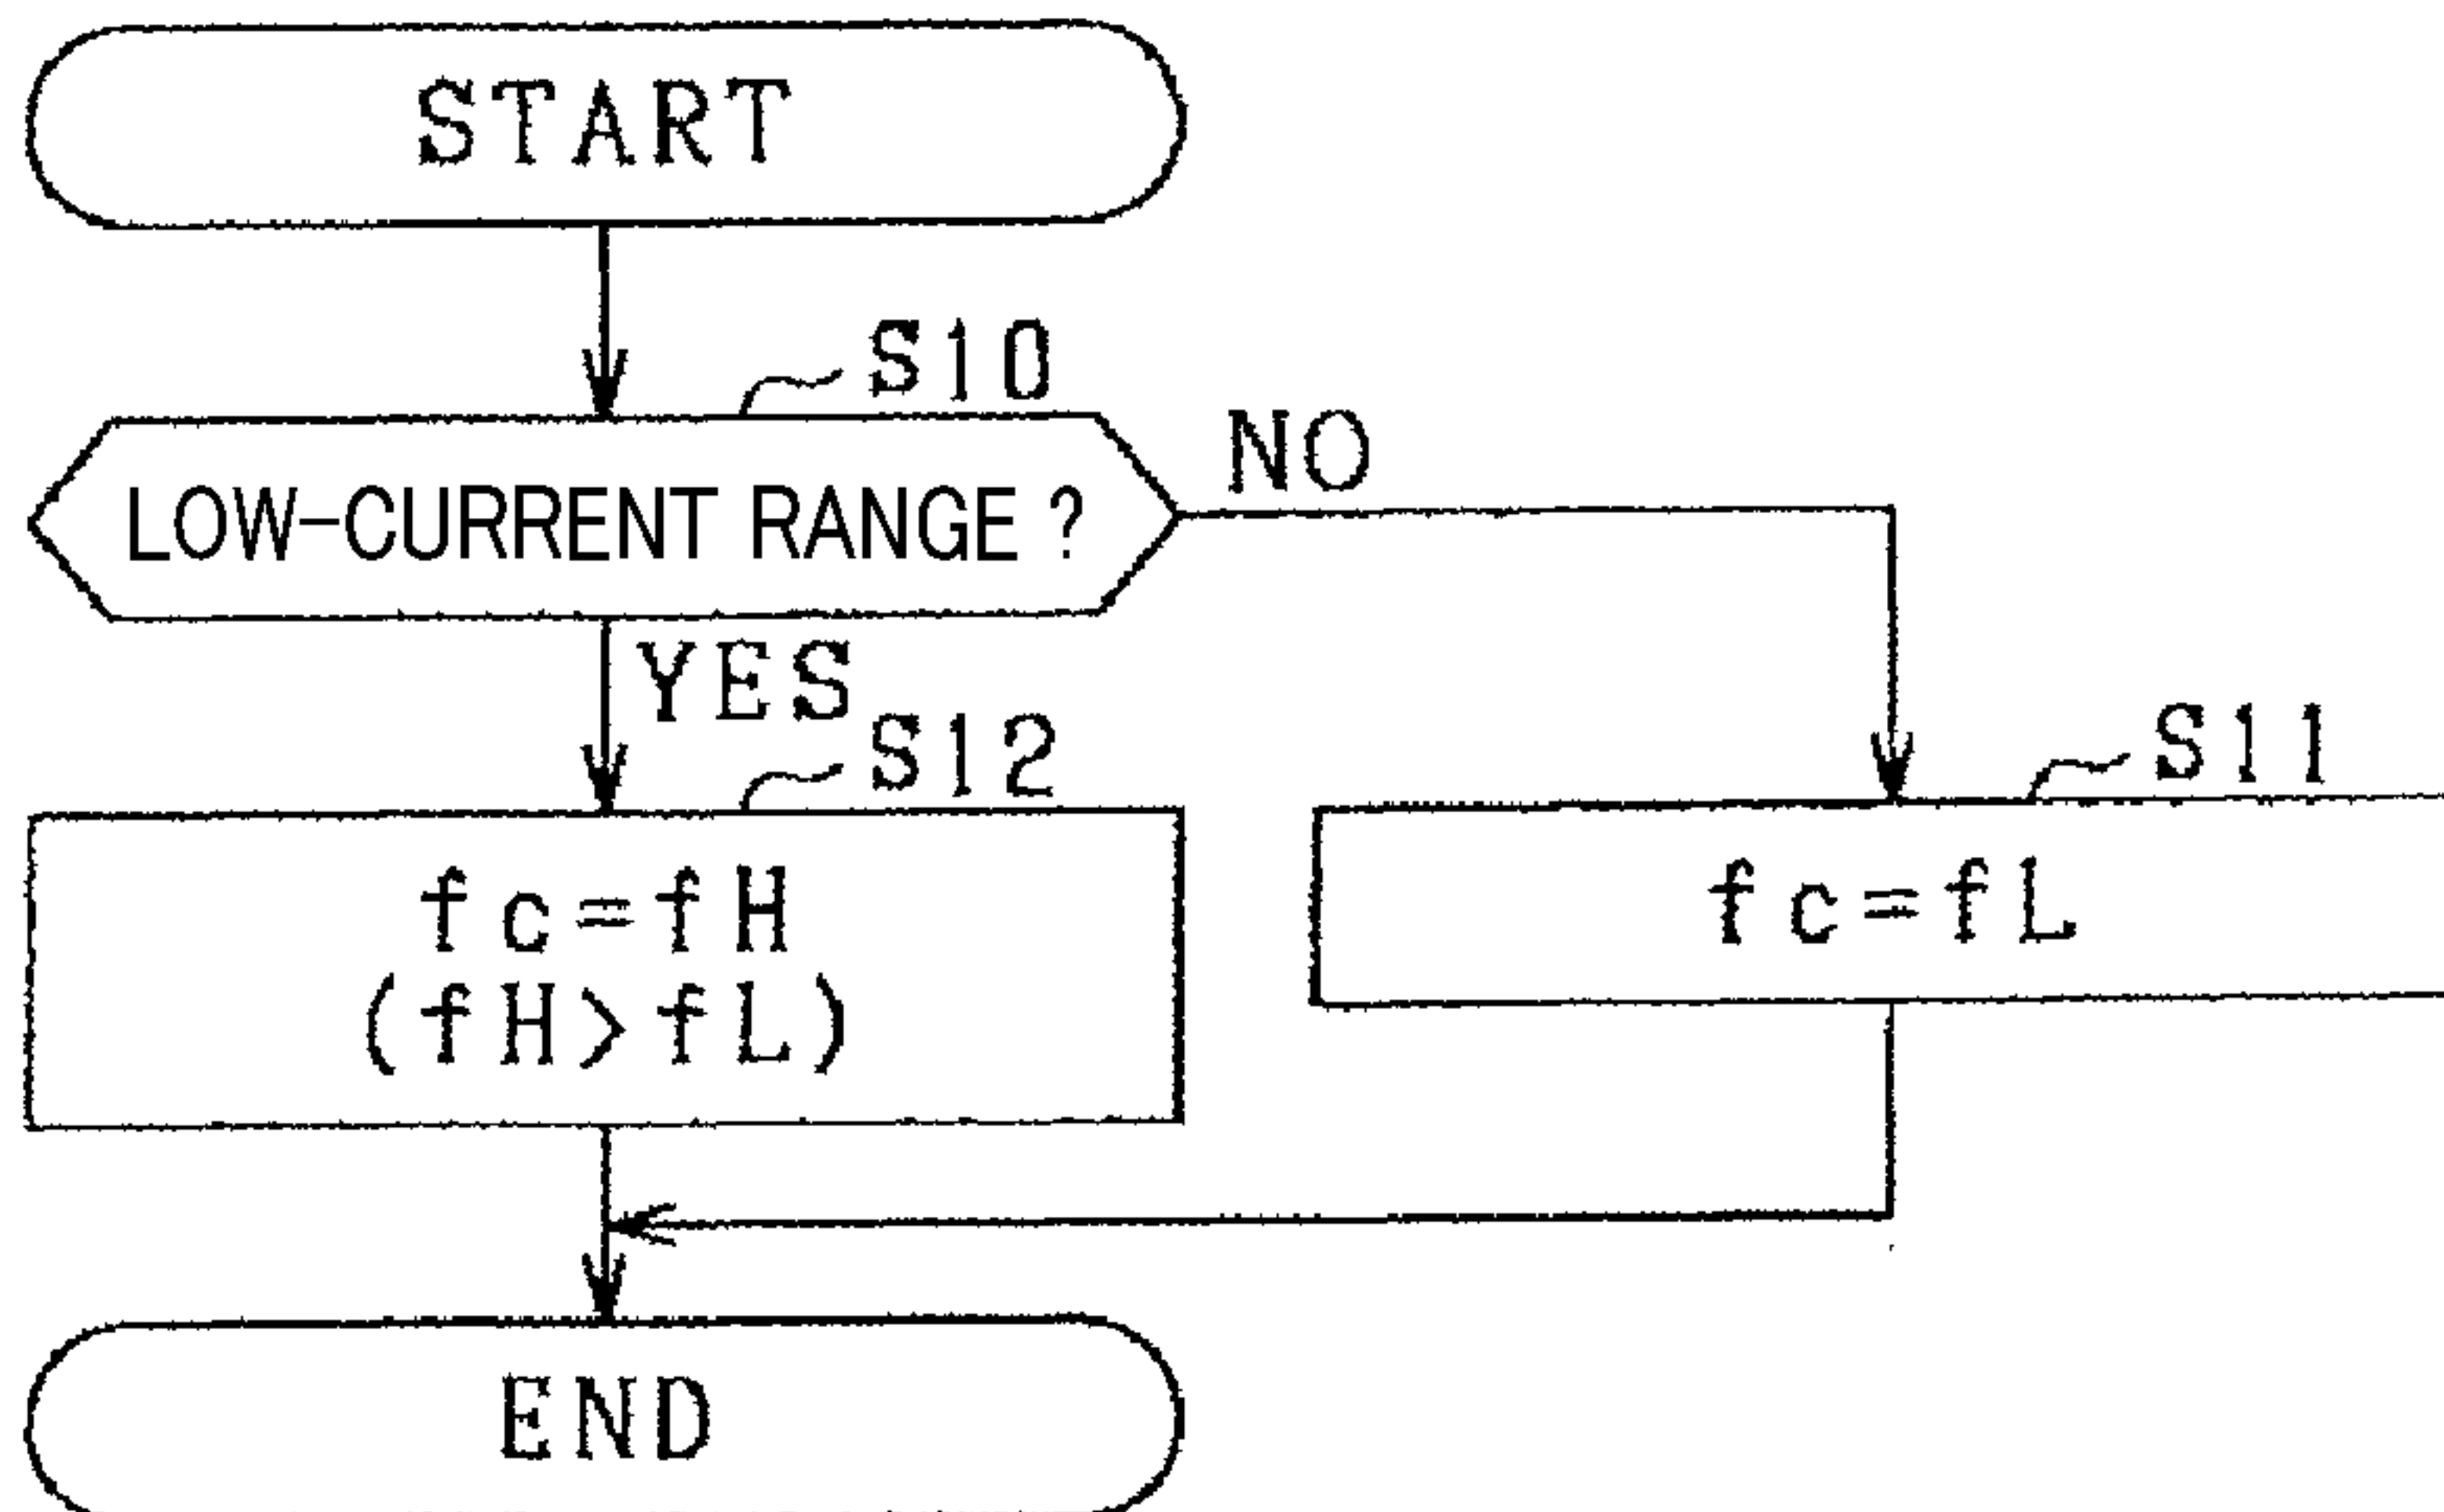 START
S10
LOW-CURRENT RANGE ?
NO
YES
S12
S11
fc=fH
(fH>fL)
fc=fL
END